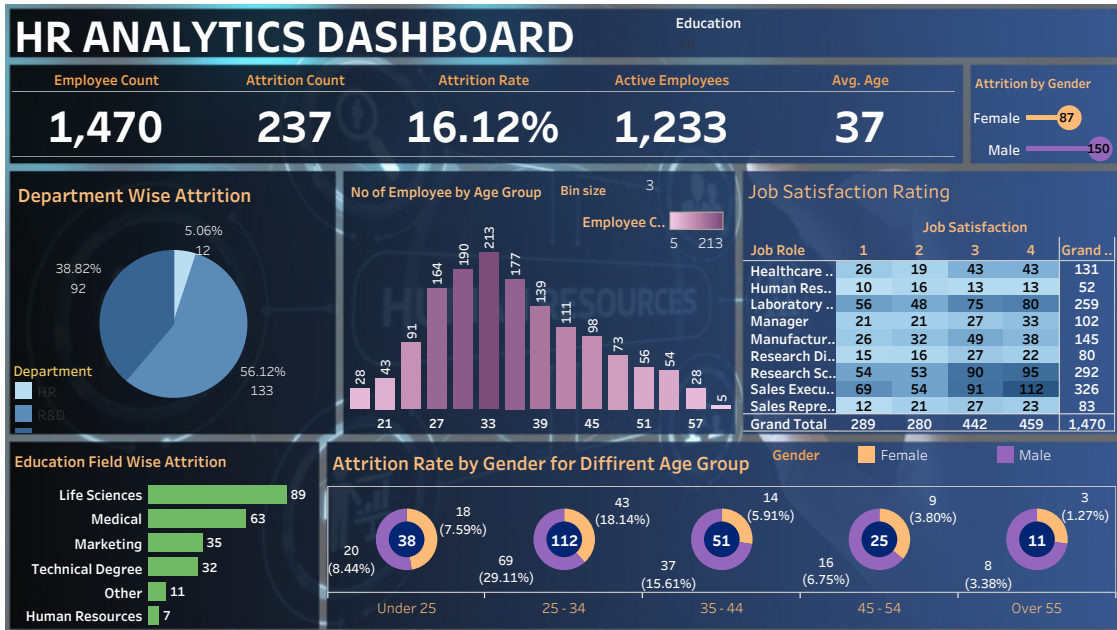 HR ANALYTICS DASHBOARD
Education
Employee Count
Attrition Count
Attrition Rate
Active Employees
Avg. Age
1,470
237
16.12%
1,233
37
Attrition by Gender
Female 87
Male 150
Department Wise Attrition
5.06%
12
38.82%
92
56.12%
133
Department
HR
R&D
No of Employee by Age Group
Bin size
3
Employee C..
5 213
28 43 91 164 190 213 177 139 111 98 73 56 54 28 5
21 27 33 39 45 51 57
HUMAN RESOURCES
Job Satisfaction Rating
Job Satisfaction
Job Role 1 2 3 4 Grand ..
Healthcare .. 26 19 43 43 131
Human Res.. 10 16 13 13 52
Laboratory .. 56 48 75 80 259
Manager 21 21 27 33 102
Manufactur.. 26 32 49 38 145
Research Di.. 15 16 27 22 80
Research Sc.. 54 53 90 95 292
Sales Execu.. 69 54 91 112 326
Sales Repre.. 12 21 27 23 83
Grand Total 289 280 442 459 1,470
Education Field Wise Attrition
Life Sciences 89
Medical 63
Marketing 35
Technical Degree 32
Other 11
Human Resources 7
Attrition Rate by Gender for Diffirent Age Group
Gender
Female
Male
38
18
(7.59%)
20
(8.44%)
Under 25
112
43
(18.14%)
69
(29.11%)
25 - 34
51
14
(5.91%)
37
(15.61%)
35 - 44
25
9
(3.80%)
16
(6.75%)
45 - 54
11
3
(1.27%)
8
(3.38%)
Over 55